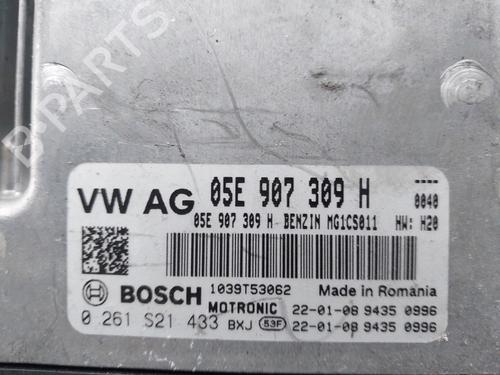 B-PARTS
VW AG 05E 907 309 H
----
0040
05E 907 309 H BENZIN MG1CS011 HW: H20
BOSCH 1039T53062 Made in Romania
MOTRONIC 22-01-08 9435 0996
0 261 S21 433 BXJ 53F 22-01-08 9435 0996